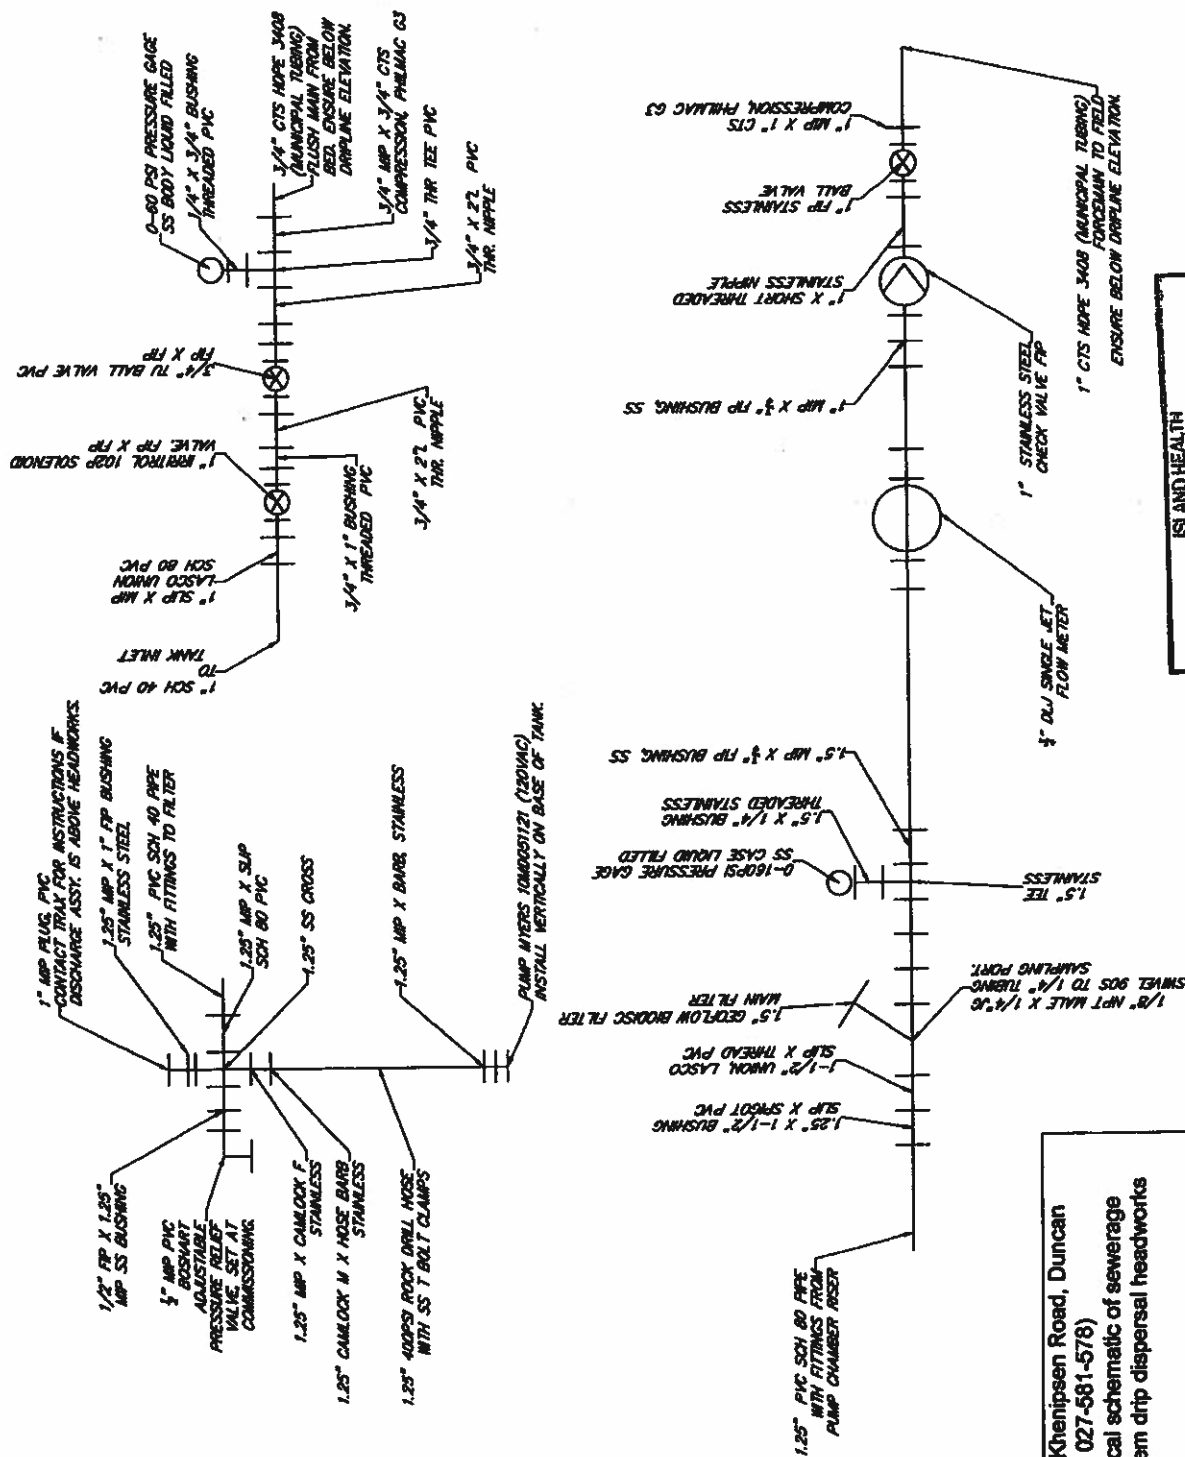 0-60 PSI PRESSURE GAGE
SS BODY LIQUID FILLED
1/4" X 3/4" BUSHING
THREADED PVC
3/4" CTS HDPE 3408
(MUNICIPAL TUBING)
FLUSH MAIN FROM
BED. ENSURE BELOW
DRIPLINE ELEVATION.
3/4" MIP X 3/4" CTS
COMPRESSION, PHILMAC G3
3/4" THR TEE PVC
3/4" X 2"L PVC
THR. NIPPLE
3/4" TU BALL VALVE PVC
FIP X FIP
1" IRRITROL 102P SOLENOID
VALVE, FIP X FIP
3/4" X 2"L PVC
THR. NIPPLE
3/4" X 1" BUSHING
THREADED PVC
1" SLIP X MIP
LASCO UNION
SCH 80 PVC
1" SCH 40 PVC
TO
TANK INLET
1" MIP PLUG, PVC
CONTACT TRAX FOR INSTRUCTIONS IF
DISCHARGE ASSY. IS ABOVE HEADWORKS.
1.25" MIP X 1" FIP BUSHING
STAINLESS STEEL
1.25" PVC SCH 40 PIPE
WITH FITTINGS TO FILTER
1.25" MIP X SLIP
SCH 80 PVC
1.25" SS CROSS
1.25" MIP X BARB, STAINLESS
PUMP MYERS 10MD051121 (120VAC)
INSTALL VERTICALLY ON BASE OF TANK.
1/2" FIP X 1.25"
MIP SS BUSHING
½" MIP PVC
BOSHART
ADJUSTABLE
PRESSURE RELIEF
VALVE, SET AT
COMMISSIONING.
1.25" MIP X CAMLOCK F
STAINLESS
1.25" CAMLOCK M X HOSE BARB
STAINLESS
1.25" 400PSI ROCK DRILL HOSE
WITH SS T BOLT CLAMPS
1" MIP X 1" CTS
COMPRESSION, PHILMAC G3
1" FIP STAINLESS
BALL VALVE
1" X SHORT THREADED
STAINLESS NIPPLE
1" MIP X ¾" FIP BUSHING, SS
1" CTS HDPE 3408 (MUNICIPAL TUBING)
FORCEMAIN TO FIELD
ENSURE BELOW DRIPLINE ELEVATION.
1" STAINLESS STEEL
CHECK VALVE FIP
¾" DLJ SINGLE JET
FLOW METER
1.5" MIP X ¾" FIP BUSHING, SS
1.5" X 1/4" BUSHING
THREADED STAINLESS
0-160PSI PRESSURE GAGE
SS CASE LIQUID FILLED
1.5" TEE
STAINLESS
1.5" GEOFLOW BIODISC FILTER
MAIN FILTER
1/8" NPT MALE X 1/4"JG
SWIVEL 90S TO 1/4" TUBING
SAMPLING PORT.
1-1/2" UNION, LASCO
SLIP X THREAD PVC
1.25" X 1-1/2" BUSHING
SLIP X SPIGOT PVC
1.25" PVC SCH 80 PIPE
WITH FITTINGS FROM
PUMP CHAMBER RISER
ISLAND HEALTH
Khenipsen Road, Duncan
027-581-578)
cal schematic of sewerage
em drip dispersal headworks